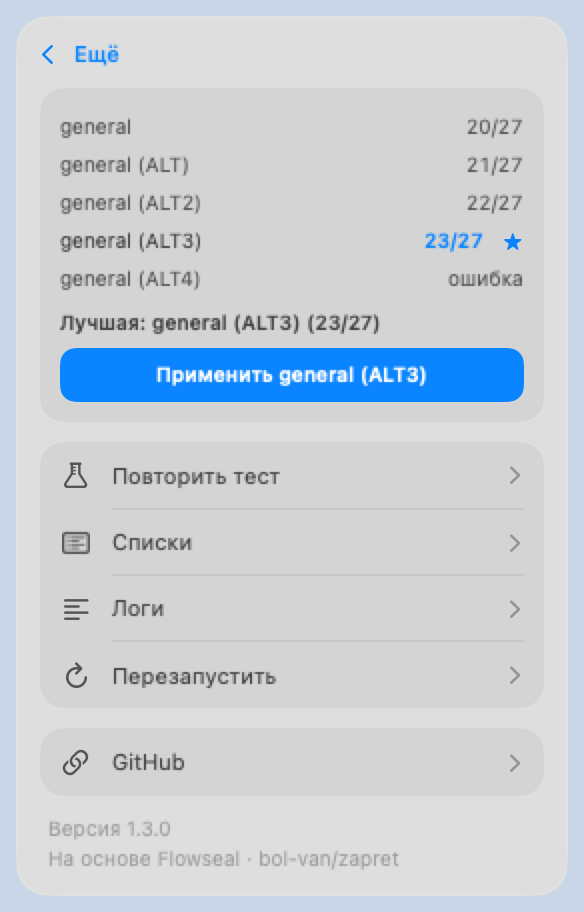 Ещё
general 20/27
general (ALT) 21/27
general (ALT2) 22/27
general (ALT3) 23/27 ★
general (ALT4) ошибка
Лучшая: general (ALT3) (23/27)
Применить general (ALT3)
Повторить тест
Списки
Логи
Перезапустить
GitHub
Версия 1.3.0
На основе Flowseal · bol-van/zapret